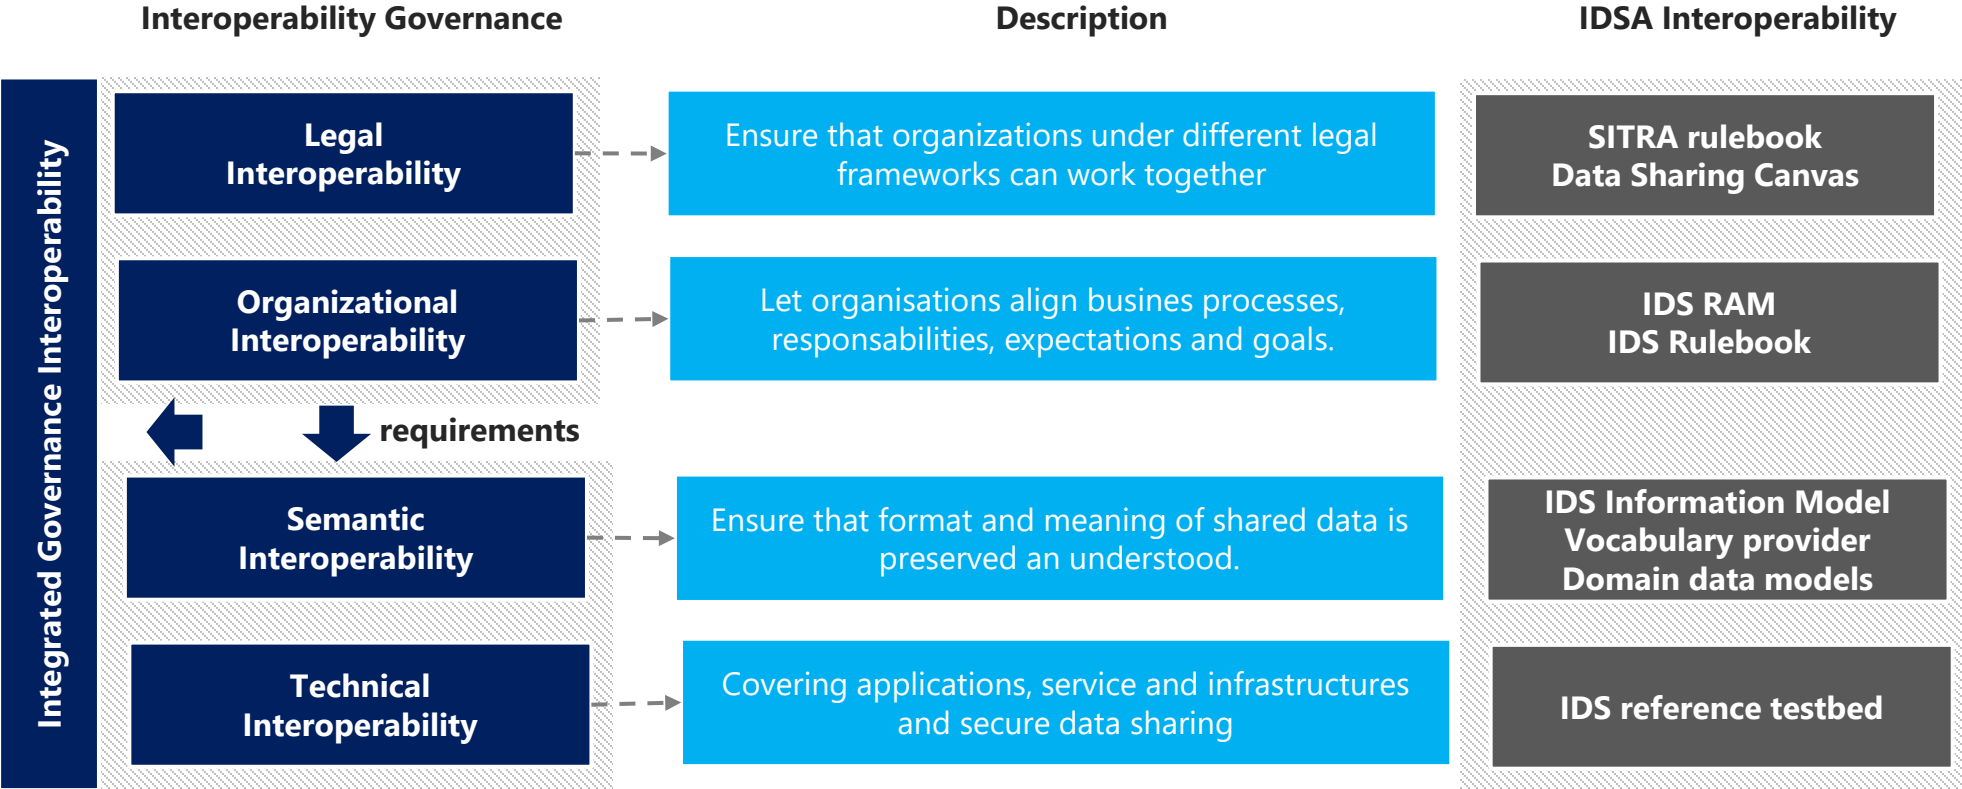 Interoperability Governance
Description
IDSA Interoperability
Integrated Governance Interoperability
Legal
Interoperability
Ensure that organizations under different legal
frameworks can work together
SITRA rulebook
Data Sharing Canvas
Organizational
Interoperability
Let organisations align busines processes,
responsabilities, expectations and goals.
IDS RAM
IDS Rulebook
requirements
Semantic
Interoperability
Ensure that format and meaning of shared data is
preserved an understood.
IDS Information Model
Vocabulary provider
Domain data models
Technical
Interoperability
Covering applications, service and infrastructures
and secure data sharing
IDS reference testbed